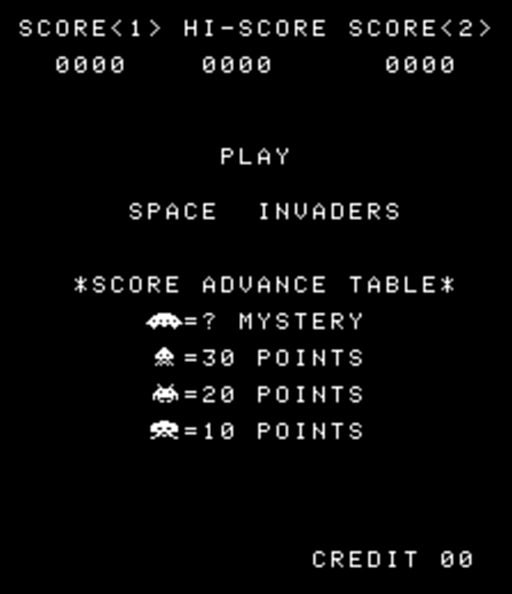 SCORE<1> HI-SCORE SCORE<2>
0000 0000 0000
PLAY
SPACE INVADERS
*SCORE ADVANCE TABLE*
=? MYSTERY
=30 POINTS
=20 POINTS
=10 POINTS
CREDIT 00